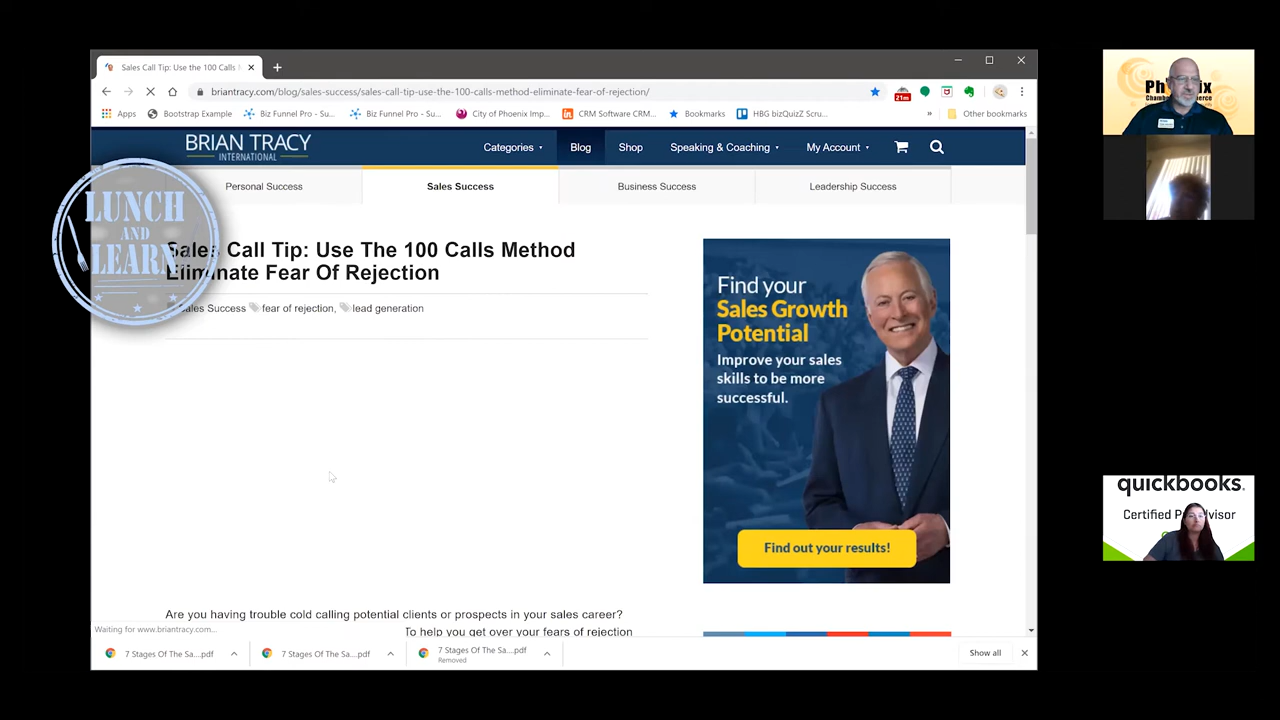 Sales Call Tip: Use the 100 Calls M
briantracy.com/blog/sales-success/sales-call-tip-use-the-100-calls-method-eliminate-fear-of-rejection/
21m
Apps
Bootstrap Example
Biz Funnel Pro - Su...
Biz Funnel Pro - Su...
City of Phoenix Imp...
CRM Software CRM...
Bookmarks
HBG bizQuizZ Scru...
»
Other bookmarks
BRIAN TRACY
INTERNATIONAL
Categories
Blog
Shop
Speaking & Coaching
My Account
Personal Success
Sales Success
Business Success
Leadership Success
LUNCH
AND
LEARN
Sales Call Tip: Use The 100 Calls Method
Eliminate Fear Of Rejection
Sales Success
fear of rejection,
lead generation
Find your
Sales Growth
Potential
Improve your sales
skills to be more
successful.
Find out your results!
Are you having trouble cold calling potential clients or prospects in your sales career?
To help you get over your fears of rejection
Waiting for www.briantracy.com...
7 Stages Of The Sa....pdf
7 Stages Of The Sa....pdf
7 Stages Of The Sa....pdf
Removed
Show all
quickbooks.
Certified